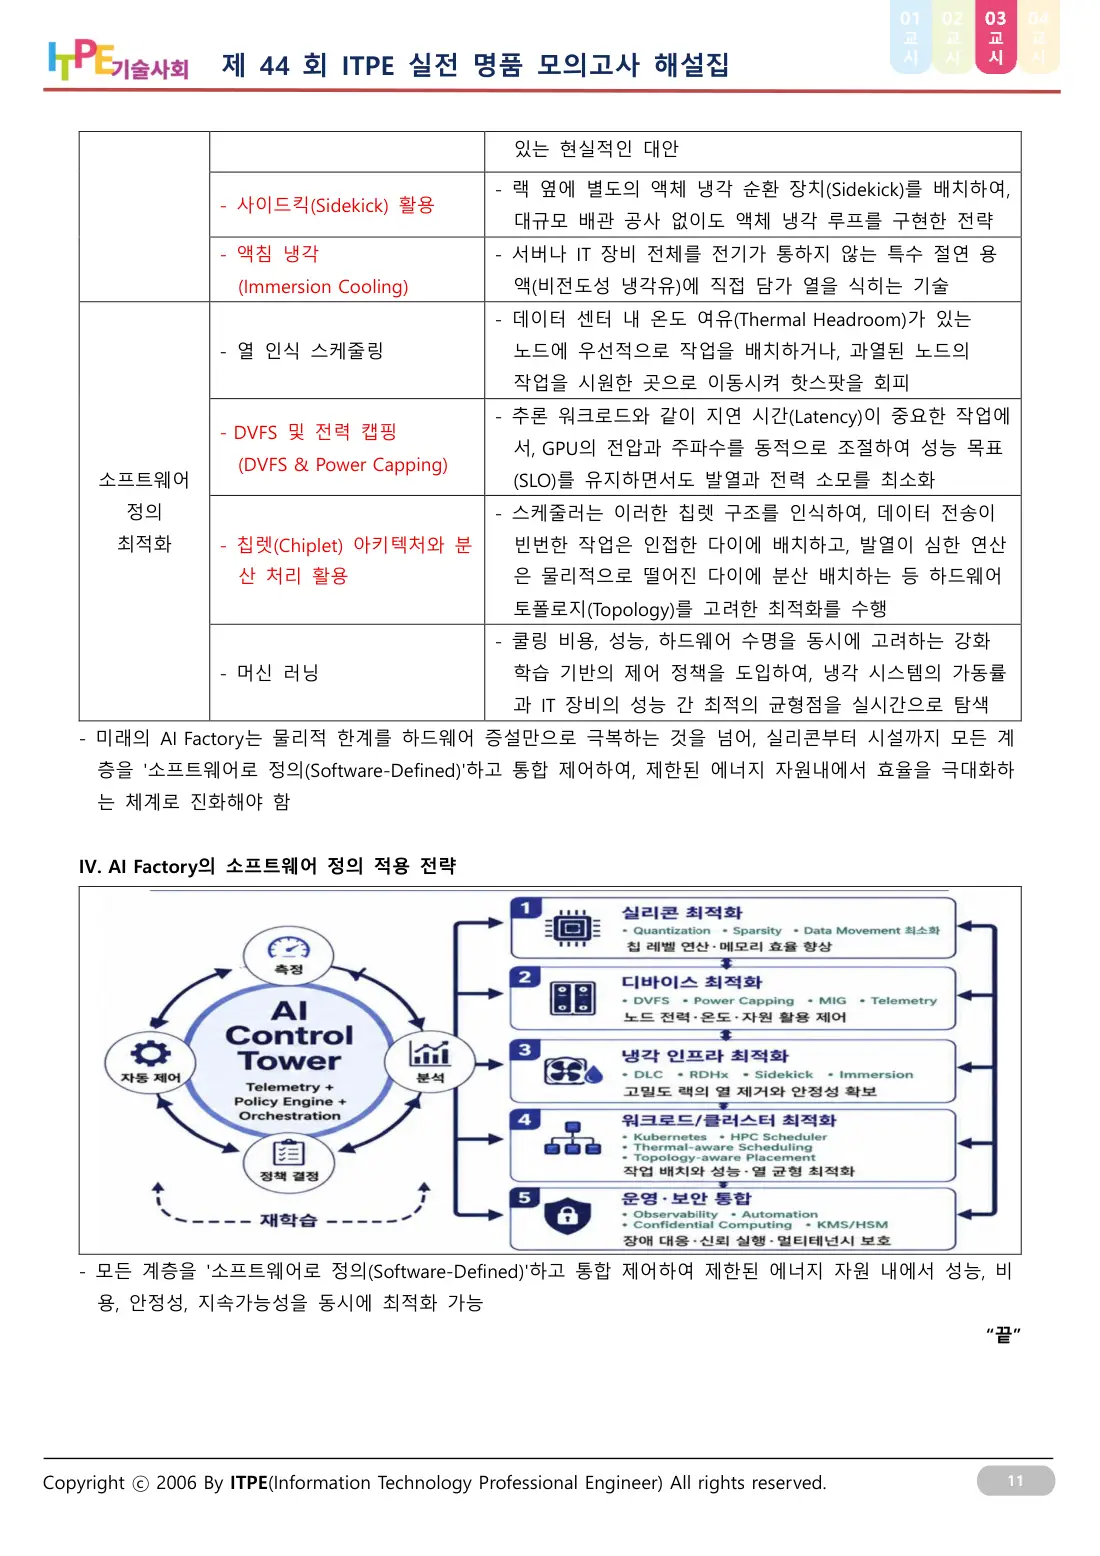 01 교 시
02 교 시
03 교 시
04 교 시
ITPE 기술사회
제 44 회 ITPE 실전 명품 모의고사 해설집
있는 현실적인 대안
- 사이드킥(Sidekick) 활용
- 랙 옆에 별도의 액체 냉각 순환 장치(Sidekick)를 배치하여,
대규모 배관 공사 없이도 액체 냉각 루프를 구현한 전략
- 액침 냉각
(Immersion Cooling)
- 서버나 IT 장비 전체를 전기가 통하지 않는 특수 절연 용
액(비전도성 냉각유)에 직접 담가 열을 식히는 기술
소프트웨어
정의
최적화
- 열 인식 스케줄링
- 데이터 센터 내 온도 여유(Thermal Headroom)가 있는
노드에 우선적으로 작업을 배치하거나, 과열된 노드의
작업을 시원한 곳으로 이동시켜 핫스팟을 회피
- DVFS 및 전력 캡핑
(DVFS & Power Capping)
- 추론 워크로드와 같이 지연 시간(Latency)이 중요한 작업에
서, GPU의 전압과 주파수를 동적으로 조절하여 성능 목표
(SLO)를 유지하면서도 발열과 전력 소모를 최소화
- 칩렛(Chiplet) 아키텍처와 분
산 처리 활용
- 스케줄러는 이러한 칩렛 구조를 인식하여, 데이터 전송이
빈번한 작업은 인접한 다이에 배치하고, 발열이 심한 연산
은 물리적으로 떨어진 다이에 분산 배치하는 등 하드웨어
토폴로지(Topology)를 고려한 최적화를 수행
- 머신 러닝
- 쿨링 비용, 성능, 하드웨어 수명을 동시에 고려하는 강화
학습 기반의 제어 정책을 도입하여, 냉각 시스템의 가동률
과 IT 장비의 성능 간 최적의 균형점을 실시간으로 탐색
- 미래의 AI Factory는 물리적 한계를 하드웨어 증설만으로 극복하는 것을 넘어, 실리콘부터 시설까지 모든 계
층을 '소프트웨어로 정의(Software-Defined)'하고 통합 제어하여, 제한된 에너지 자원내에서 효율을 극대화하
는 체계로 진화해야 함
IV. AI Factory의 소프트웨어 정의 적용 전략
측정
AI
Control
Tower
Telemetry +
Policy Engine +
Orchestration
자동 제어
분석
정책 결정
재학습
1 실리콘 최적화
• Quantization • Sparsity • Data Movement 최소화
칩 레벨 연산·메모리 효율 향상
2 디바이스 최적화
• DVFS • Power Capping • MIG • Telemetry
노드 전력·온도·자원 활용 제어
3 냉각 인프라 최적화
• DLC • RDHx • Sidekick • Immersion
고밀도 랙의 열 제거와 안정성 확보
4 워크로드/클러스터 최적화
• Kubernetes • HPC Scheduler
• Thermal-aware Scheduling
• Topology-aware Placement
작업 배치와 성능·열 균형 최적화
5 운영·보안 통합
• Observability • Automation
• Confidential Computing • KMS/HSM
장애 대응·신뢰 실행·멀티테넌시 보호
- 모든 계층을 '소프트웨어로 정의(Software-Defined)'하고 통합 제어하여 제한된 에너지 자원 내에서 성능, 비
용, 안정성, 지속가능성을 동시에 최적화 가능
“끝”
Copyright ⓒ 2006 By ITPE(Information Technology Professional Engineer) All rights reserved.
11